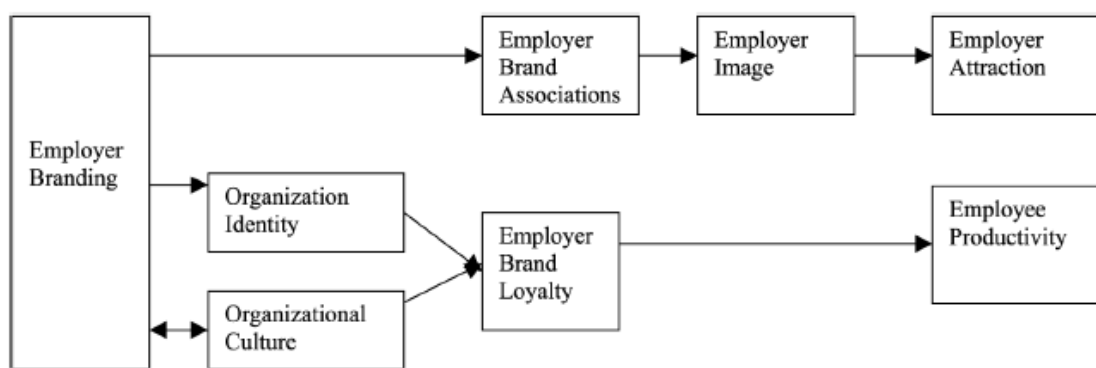 Employer
Branding
Employer
Brand
Associations
Employer
Image
Employer
Attraction
Organization
Identity
Organizational
Culture
Employer
Brand
Loyalty
Employee
Productivity